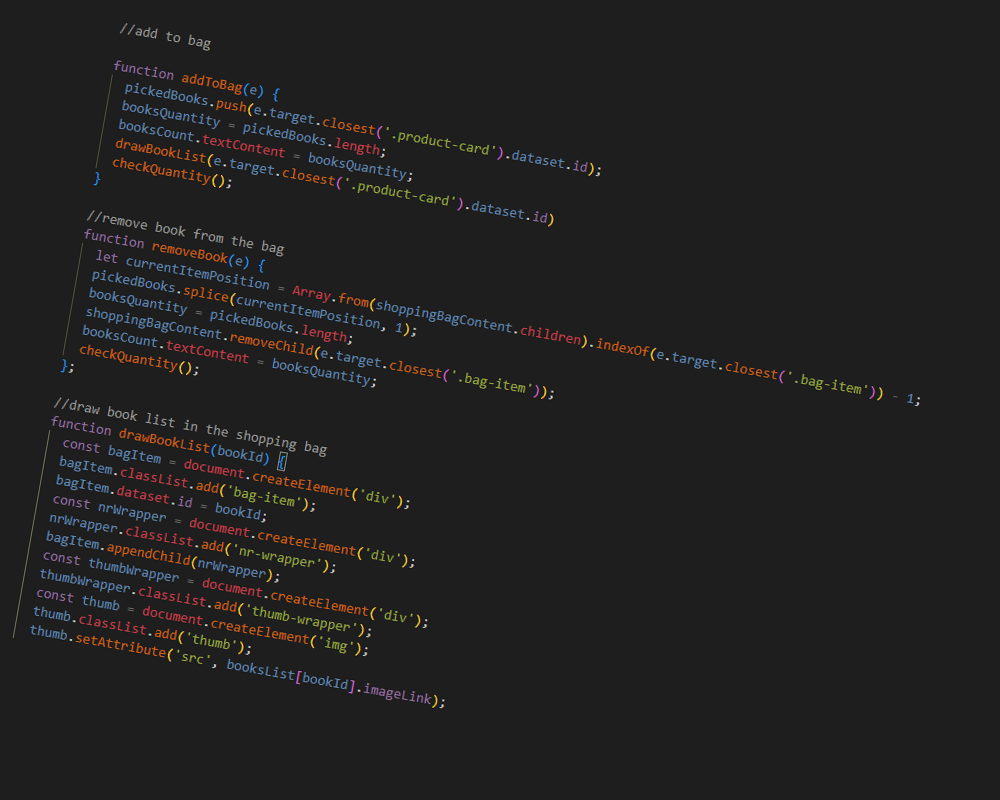 //add to bag
function addToBag(e) {
pickedBooks.push(e.target.closest('.product-card').dataset.id);
booksQuantity = pickedBooks.length;
booksCount.textContent = booksQuantity;
drawBookList(e.target.closest('.product-card').dataset.id)
checkQuantity();
}
//remove book from the bag
function removeBook(e) {
let currentItemPosition = Array.from(shoppingBagContent.children).indexOf(e.target.closest('.bag-item')) - 1;
pickedBooks.splice(currentItemPosition, 1);
booksQuantity = pickedBooks.length;
shoppingBagContent.removeChild(e.target.closest('.bag-item'));
booksCount.textContent = booksQuantity;
checkQuantity();
};
//draw book list in the shopping bag
function drawBookList(bookId) {
const bagItem = document.createElement('div');
bagItem.classList.add('bag-item');
bagItem.dataset.id = bookId;
const nrWrapper = document.createElement('div');
nrWrapper.classList.add('nr-wrapper');
bagItem.appendChild(nrWrapper);
const thumbWrapper = document.createElement('div');
thumbWrapper.classList.add('thumb-wrapper');
const thumb = document.createElement('img');
thumb.classList.add('thumb');
thumb.setAttribute('src', booksList[bookId].imageLink);